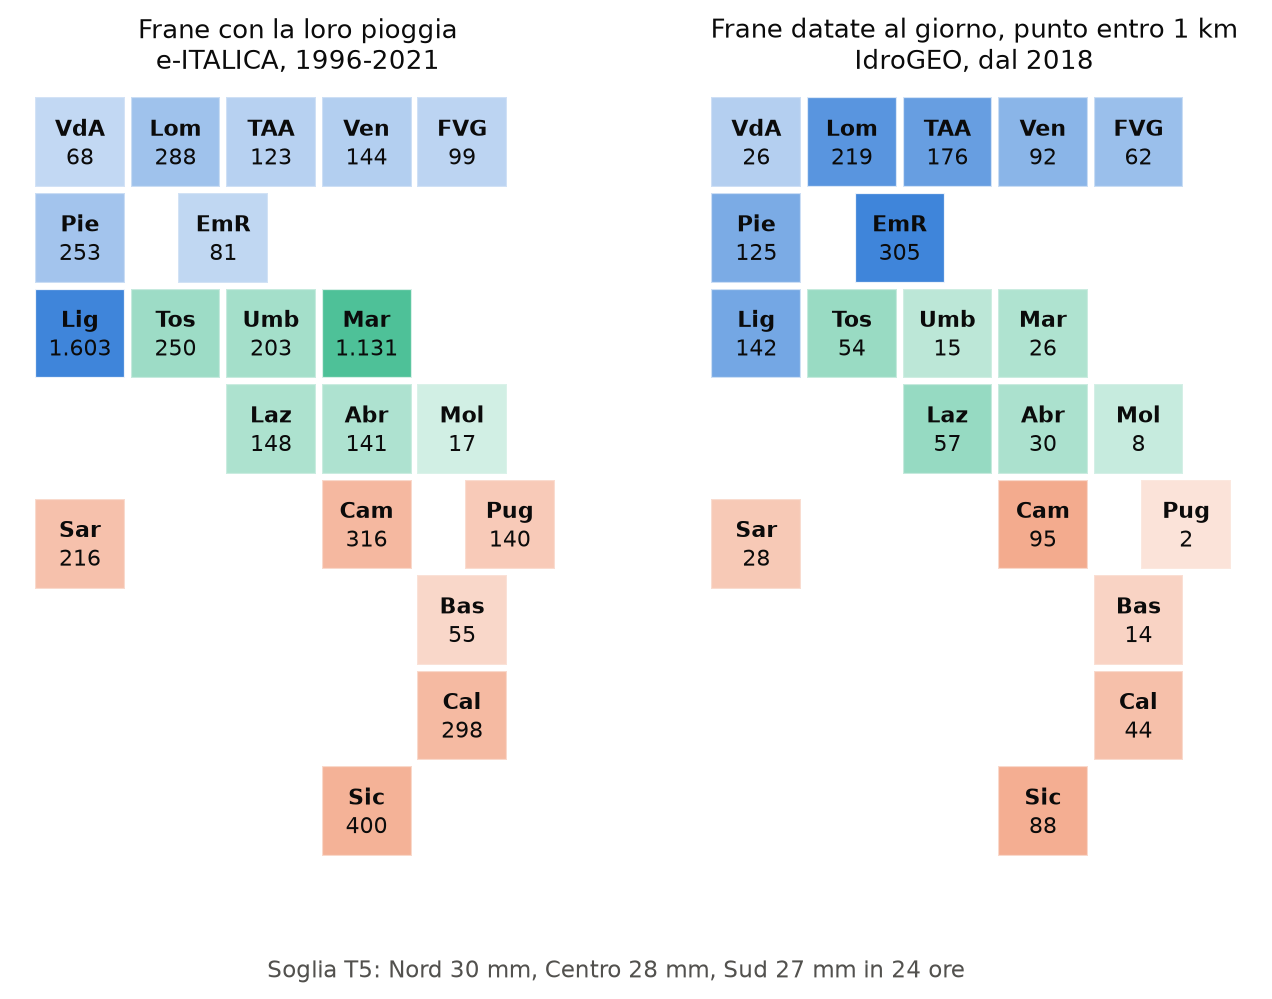 Frane con la loro pioggia
e-ITALICA, 1996-2021
VdA
68
Lom
288
TAA
123
Ven
144
FVG
99
Pie
253
EmR
81
Lig
1.603
Tos
250
Umb
203
Mar
1.131
Laz
148
Abr
141
Mol
17
Sar
216
Cam
316
Pug
140
Bas
55
Cal
298
Sic
400
Frane datate al giorno, punto entro 1 km
IdroGEO, dal 2018
VdA
26
Lom
219
TAA
176
Ven
92
FVG
62
Pie
125
EmR
305
Lig
142
Tos
54
Umb
15
Mar
26
Laz
57
Abr
30
Mol
8
Sar
28
Cam
95
Pug
2
Bas
14
Cal
44
Sic
88
Soglia T5: Nord 30 mm, Centro 28 mm, Sud 27 mm in 24 ore